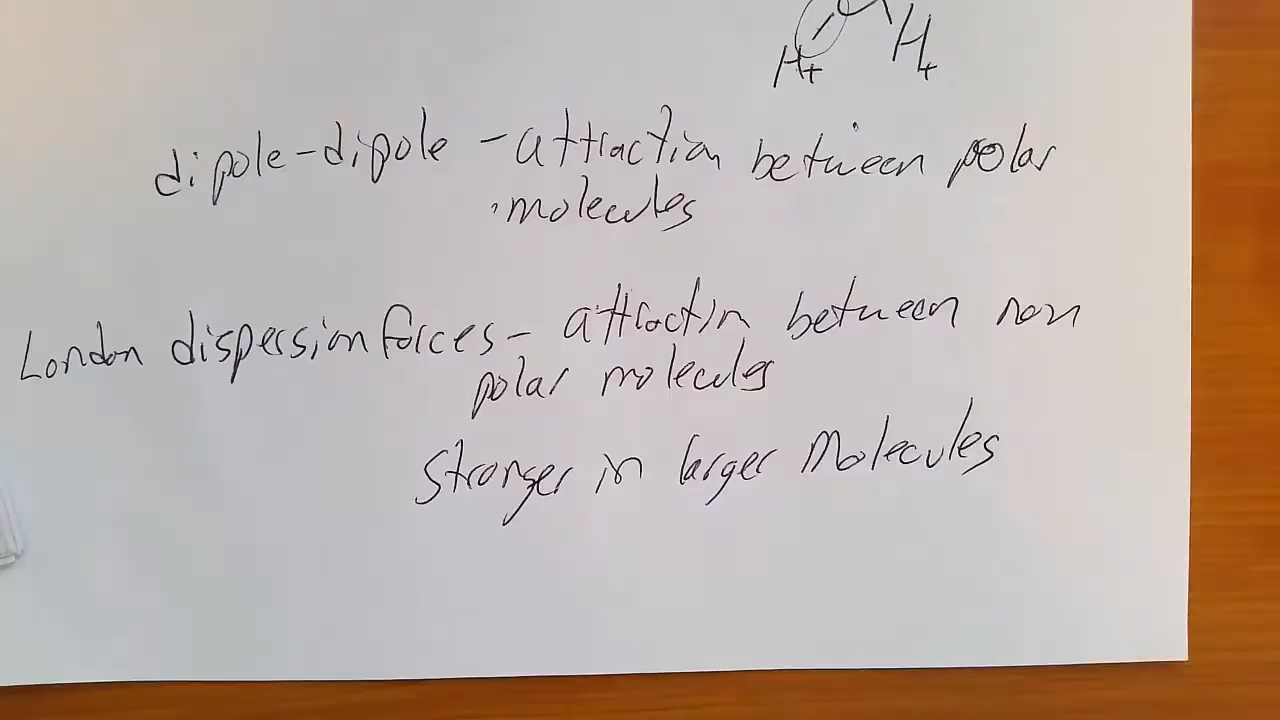 H+ H+
dipole-dipole - attraction between polar
molecules
London dispersion forces - attraction between non
polar molecules
Stronger in larger Molecules